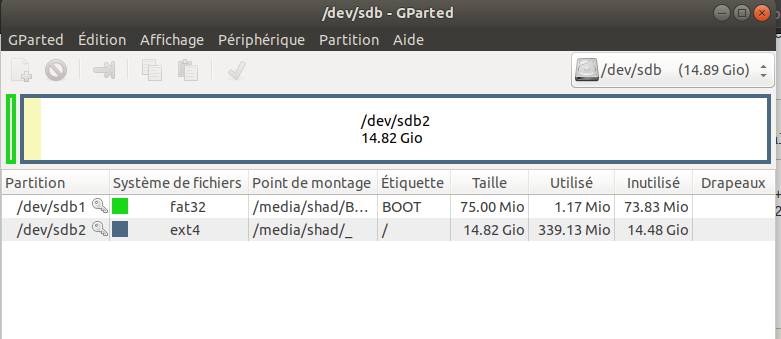 /dev/sdb - GParted
GParted Édition Affichage Périphérique Partition Aide
/dev/sdb (14.89 Gio)
/dev/sdb2
14.82 Gio
Partition Système de fichiers Point de montage Étiquette Taille Utilisé Inutilisé Drapeaux
/dev/sdb1 fat32 /media/shad/B... BOOT 75.00 Mio 1.17 Mio 73.83 Mio
/dev/sdb2 ext4 /media/shad/_ / 14.82 Gio 339.13 Mio 14.48 Gio